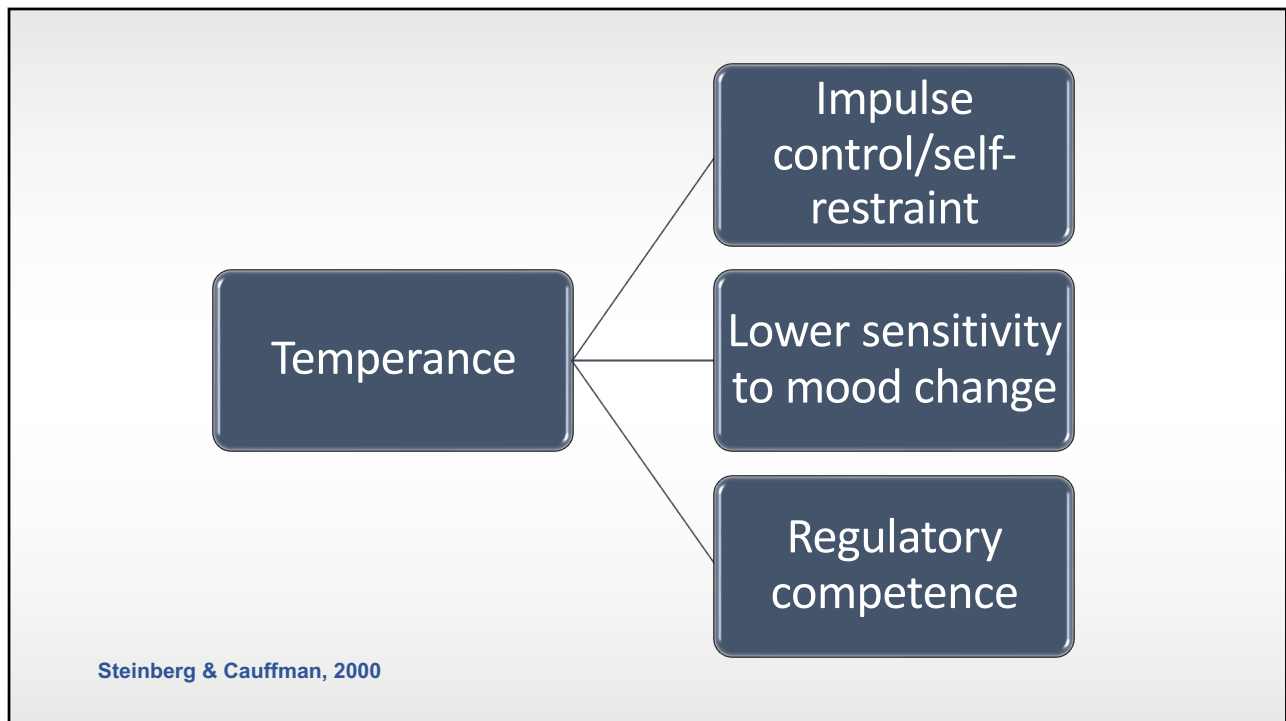 Impulse
control/self-
restraint
Temperance
Lower sensitivity
to mood change
Regulatory
competence
Steinberg & Cauffman, 2000